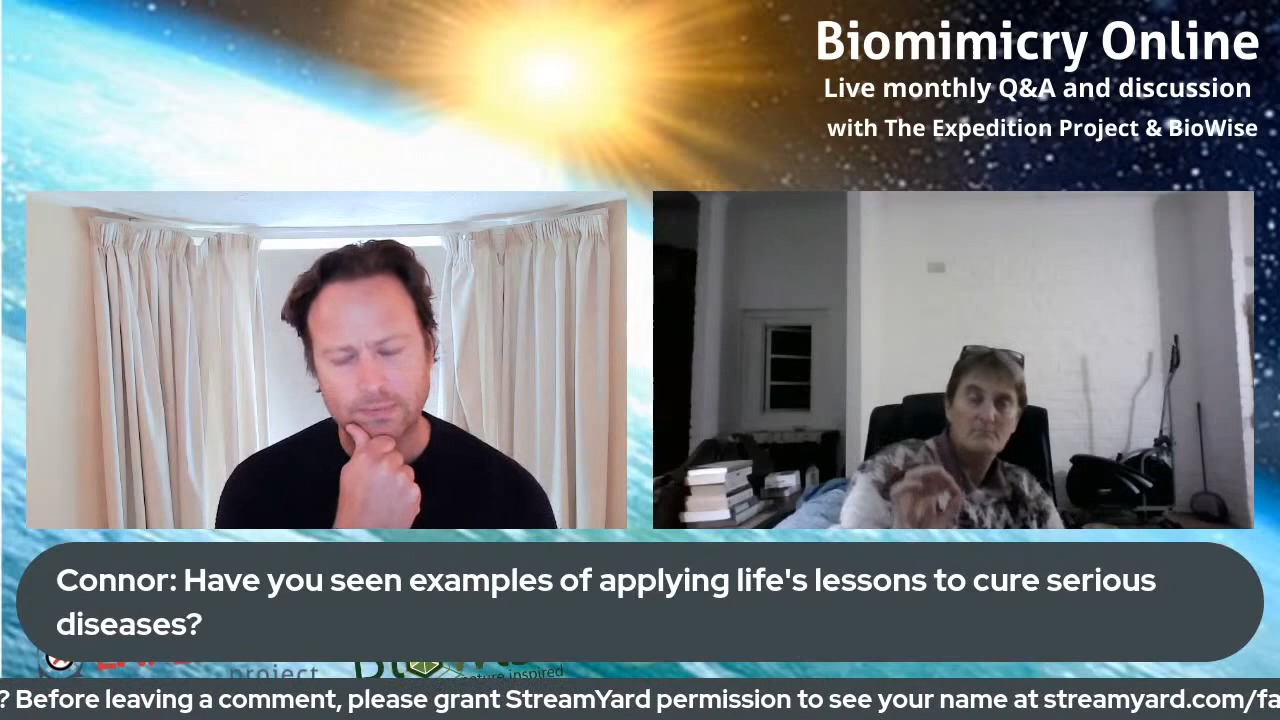 Biomimicry Online
Live monthly Q&A and discussion
with The Expedition Project & BioWise
Connor: Have you seen examples of applying life's lessons to cure serious
diseases?
project
? Before leaving a comment, please grant StreamYard permission to see your name at streamyard.com/fa